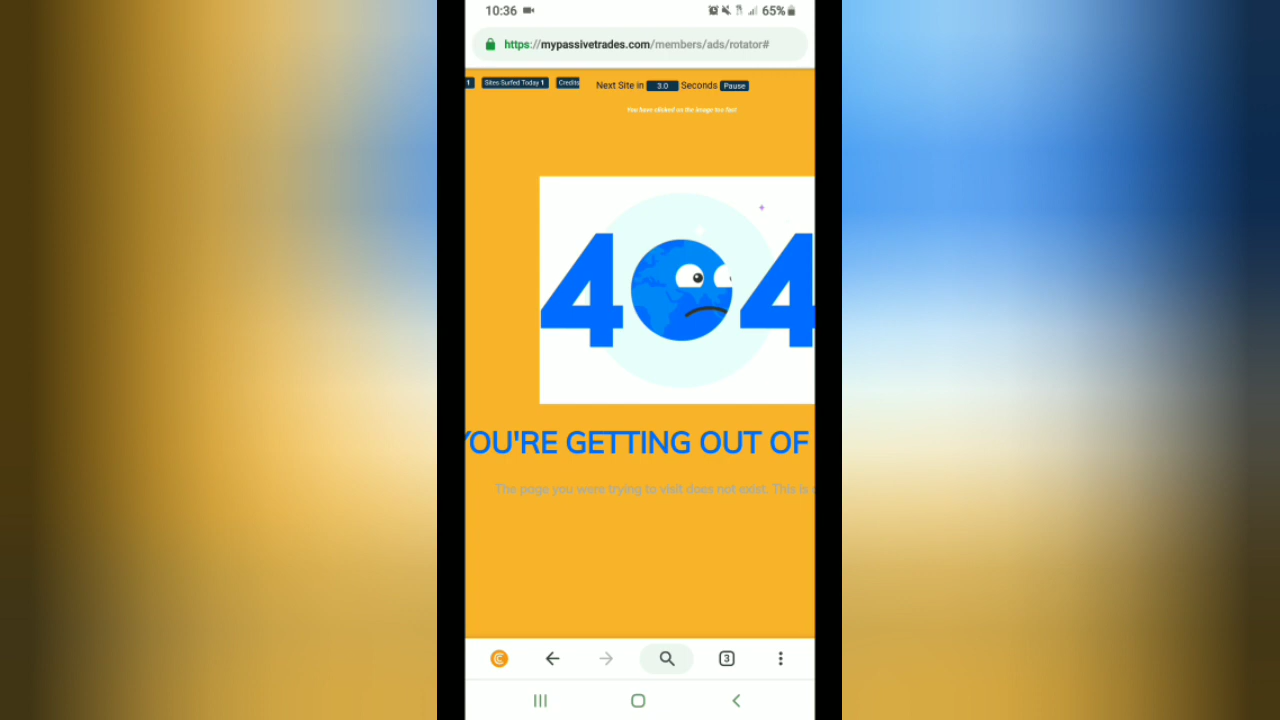 10:36
65%
https://mypassivetrades.com/members/ads/rotator#
1 Sites Surfed Today 1 Credits
Next Site in 3.0 Seconds Pause
You have clicked on the image too fast
404
YOU'RE GETTING OUT OF
The page you were trying to visit does not exist. This is
3